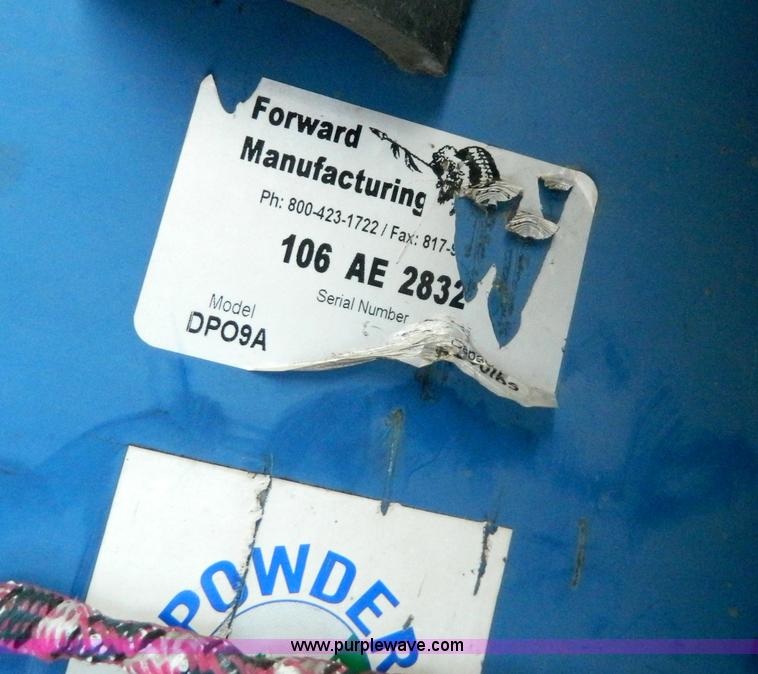 Forward
Manufacturing
Ph: 800-423-1722 / Fax: 817-
106 AE 2832
Serial Number
Model
DPO9A
POWDER
www.purplewave.com